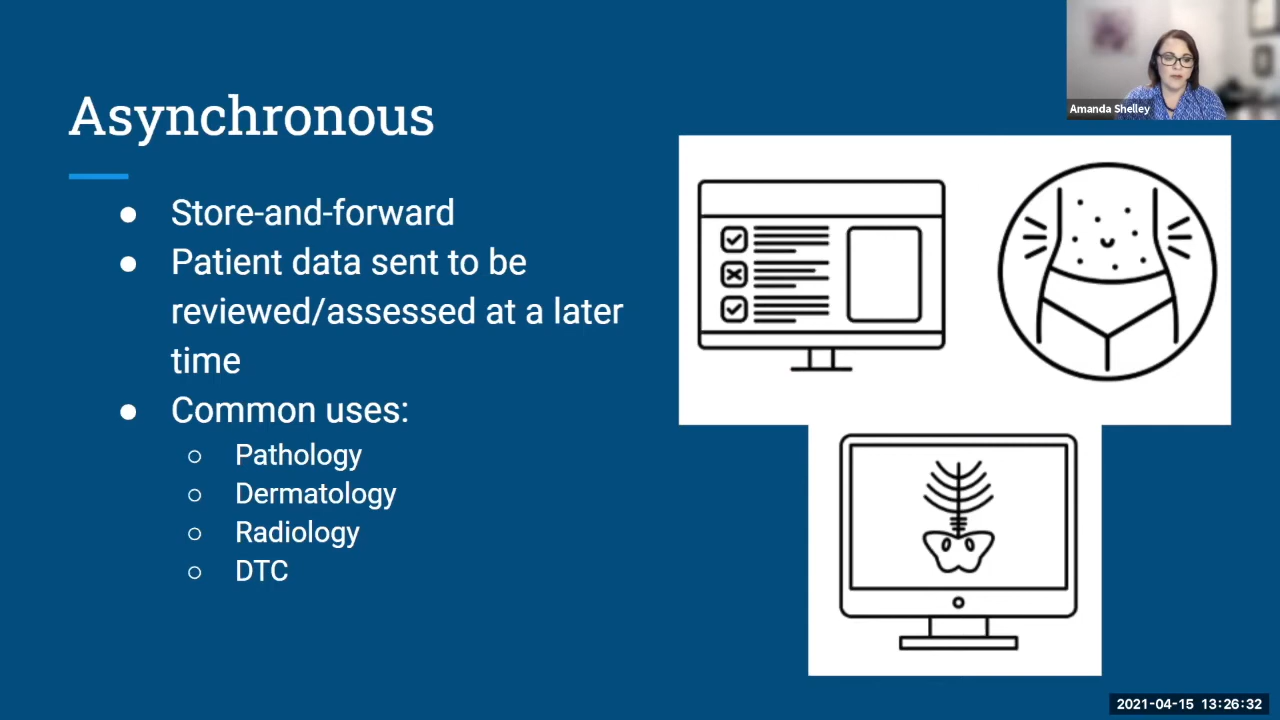 Asynchronous
Store-and-forward
Patient data sent to be
reviewed/assessed at a later
time
Common uses:
Pathology
Dermatology
Radiology
DTC
Amanda Shelley
2021-04-15 13:26:32